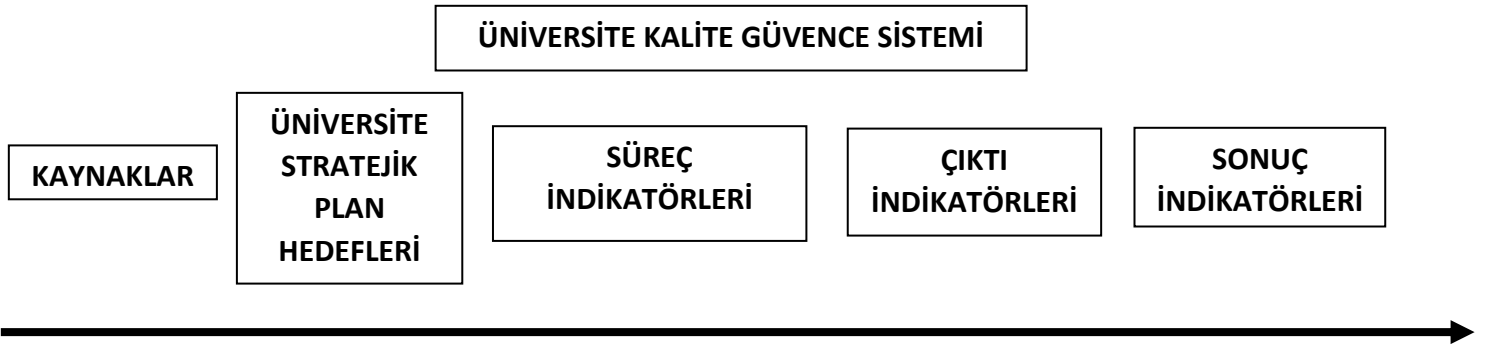 ÜNİVERSİTE KALİTE GÜVENCE SİSTEMİ
KAYNAKLAR
ÜNİVERSİTE
STRATEJİK
PLAN
HEDEFLERİ
SÜREÇ
İNDİKATÖRLERİ
ÇIKTI
İNDİKATÖRLERİ
SONUÇ
İNDİKATÖRLERİ